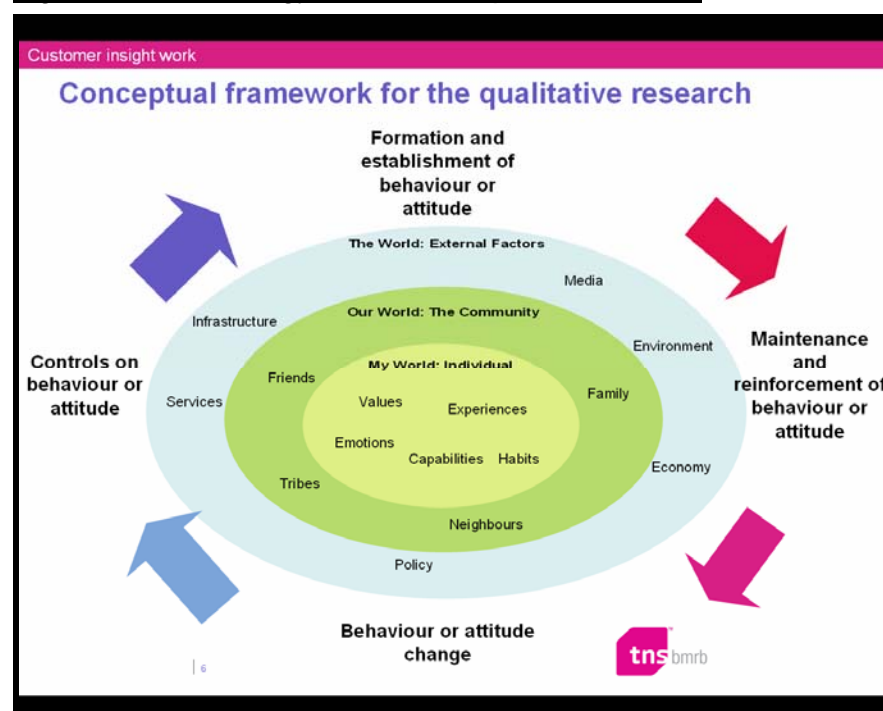 Customer insight work
Conceptual framework for the qualitative research
Formation and
establishment of
behaviour or
attitude
The World: External Factors
Media
Infrastructure
Our World: The Community
Environment
Maintenance
and
reinforcement of
behaviour or
attitude
Controls on
behaviour or
attitude
My World: Individual
Friends
Family
Services
Values
Experiences
Emotions
Capabilities Habits
Economy
Tribes
Neighbours
Policy
Behaviour or attitude
change
tnsbmrb
6